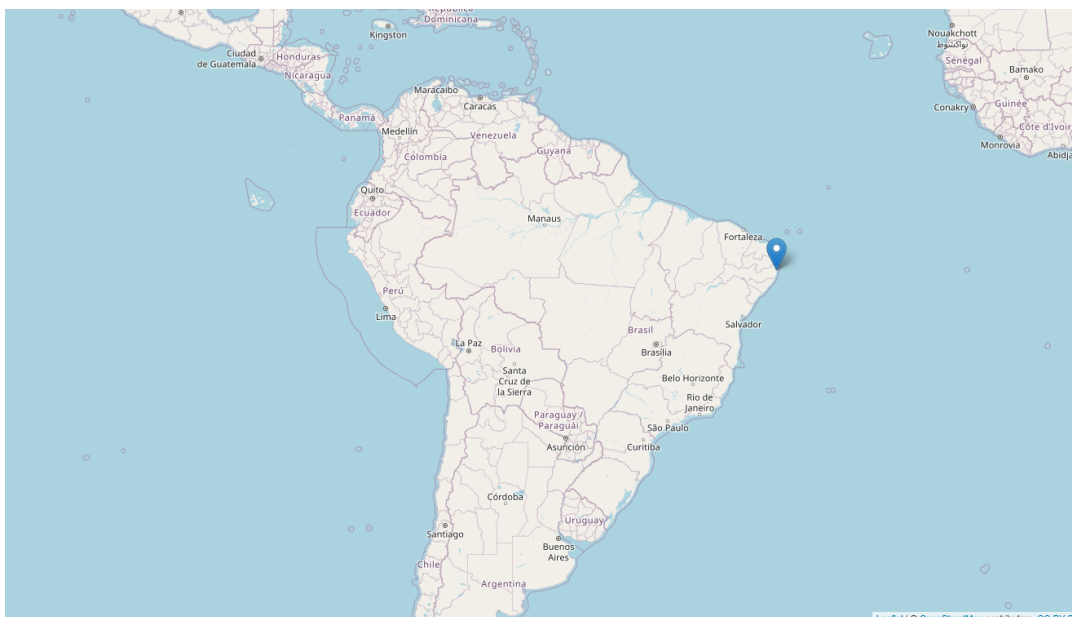 República
Dominicana
Kingston
Ciudad
de Guatemala
Honduras
Nicaragua
Nouakchott
نواكشوط
Sénégal
Bamako
Conakry
Guinée
Côte d'Ivoire
Monrovia
Abidja
Maracaibo
Caracas
Panamá
Medellín
Venezuela
Guyana
Colombia
Quito
Ecuador
Manaus
Fortaleza
Perú
Lima
Salvador
Brasil
La Paz
Bolivia
Brasília
Santa
Cruz de
la Sierra
Belo Horizonte
Rio de
Janeiro
Paraguay /
Paraguái
São Paulo
Asunción
Curitiba
Córdoba
Uruguay
Santiago
Buenos
Aires
Chile
Argentina